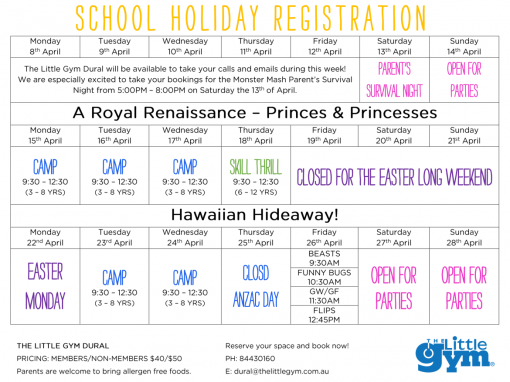 SCHOOL HOLIDAY REGISTRATION
Monday Tuesday Wednesday Thursday Friday Saturday Sunday
8th April 9th April 10th April 11th April 12th April 13th April 14th April
The Little Gym Dural will be available to take your calls and emails during this week!
We are especially excited to take your bookings for the Monster Mash Parent's Survival
Night from 5:00PM – 8:00PM on Saturday the 13th of April.
PARENT'S
SURVIVAL NIGHT
OPEN FOR
PARTIES
A Royal Renaissance – Princes & Princesses
Monday Tuesday Wednesday Thursday Friday Saturday Sunday
15th April 16th April 17th April 18th April 19th April 20th April 21st April
CAMP CAMP CAMP SKILL THRILL
9:30 – 12:30 9:30 – 12:30 9:30 – 12:30 9:30 – 12:30
(3 – 8 YRS) (3 – 8 YRS) (3 – 8 YRS) (6 – 12 YRS)
CLOSED FOR THE EASTER LONG WEEKEND
Hawaiian Hideaway!
Monday Tuesday Wednesday Thursday Friday Saturday Sunday
22nd April 23rd April 24th April 25th April 26th April 27th April 28th April
EASTER
MONDAY
CAMP
9:30 – 12:30
(3 – 8 YRS)
CAMP
9:30 – 12:30
(3 – 8 YRS)
CLOSD
ANZAC DAY
BEASTS
9:30AM
FUNNY BUGS
10:30AM
GW/GF
11:30AM
FLIPS
12:45PM
OPEN FOR
PARTIES
OPEN FOR
PARTIES
THE LITTLE GYM DURAL
PRICING: MEMBERS/NON-MEMBERS $40/$50
Parents are welcome to bring allergen free foods.
Reserve your space and book now!
PH: 84430160
E: dural@thelittlegym.com.au
THE Little
gym